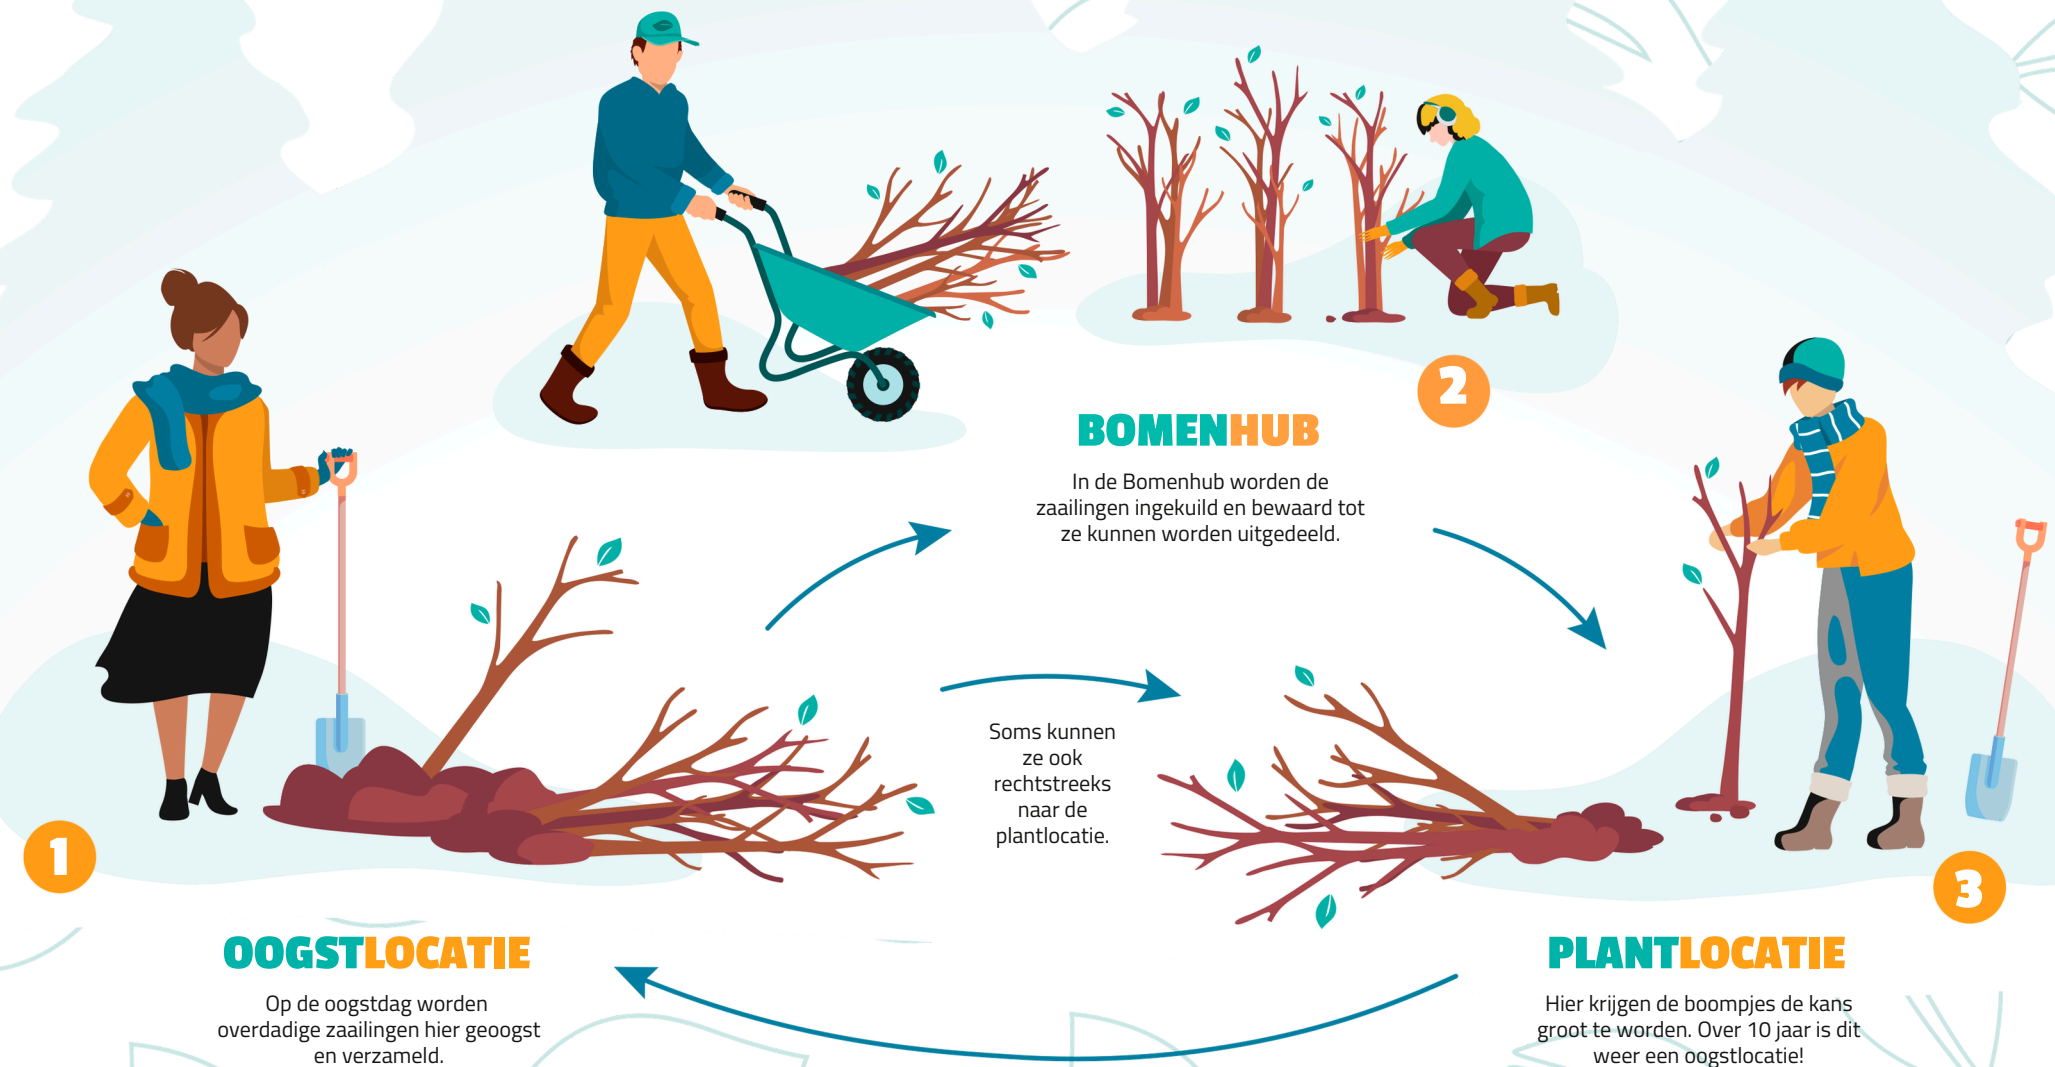 2
BOMENHUB
In de Bomenhub worden de
zaailingen ingekuild en bewaard tot
ze kunnen worden uitgedeeld.
Soms kunnen
ze ook
rechtstreeks
naar de
plantlocatie.
1
OOGSTLOCATIE
Op de oogstdag worden
overdadige zaailingen hier geoogst
en verzameld.
3
PLANTLOCATIE
Hier krijgen de boompjes de kans
groot te worden. Over 10 jaar is dit
weer een oogstlocatie!